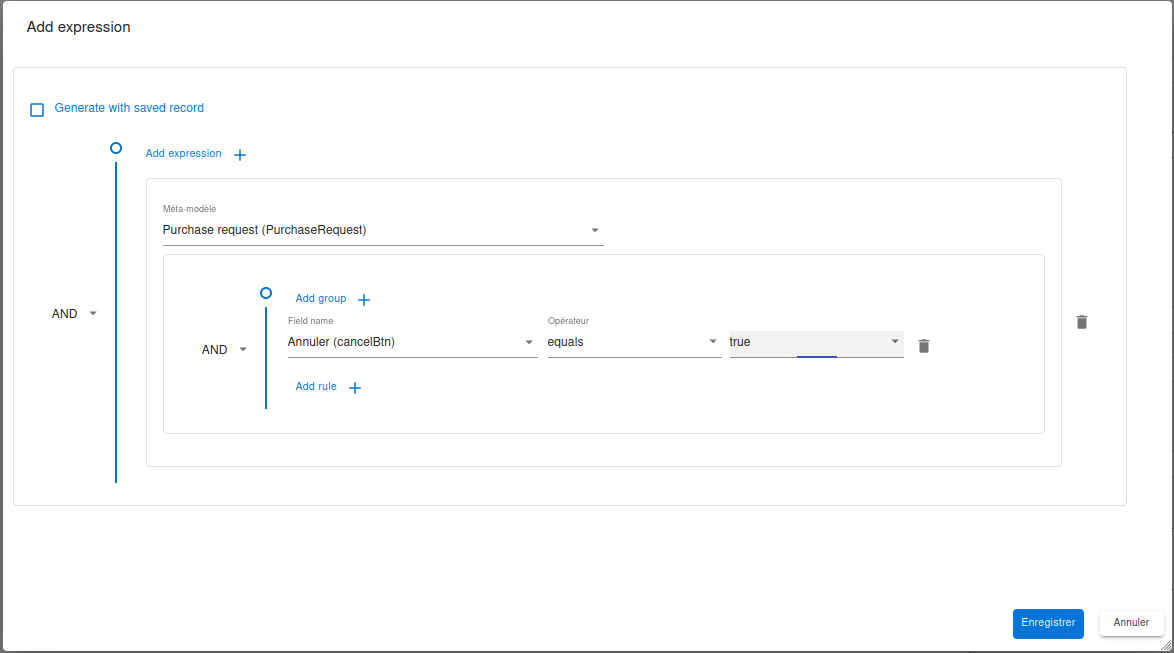 Add expression
Generate with saved record
Add expression
Méta-modèle
Purchase request (PurchaseRequest)
Add group
Field name
Opérateur
AND
AND
Annuler (cancelBtn)
equals
true
Add rule
Enregistrer
Annuler